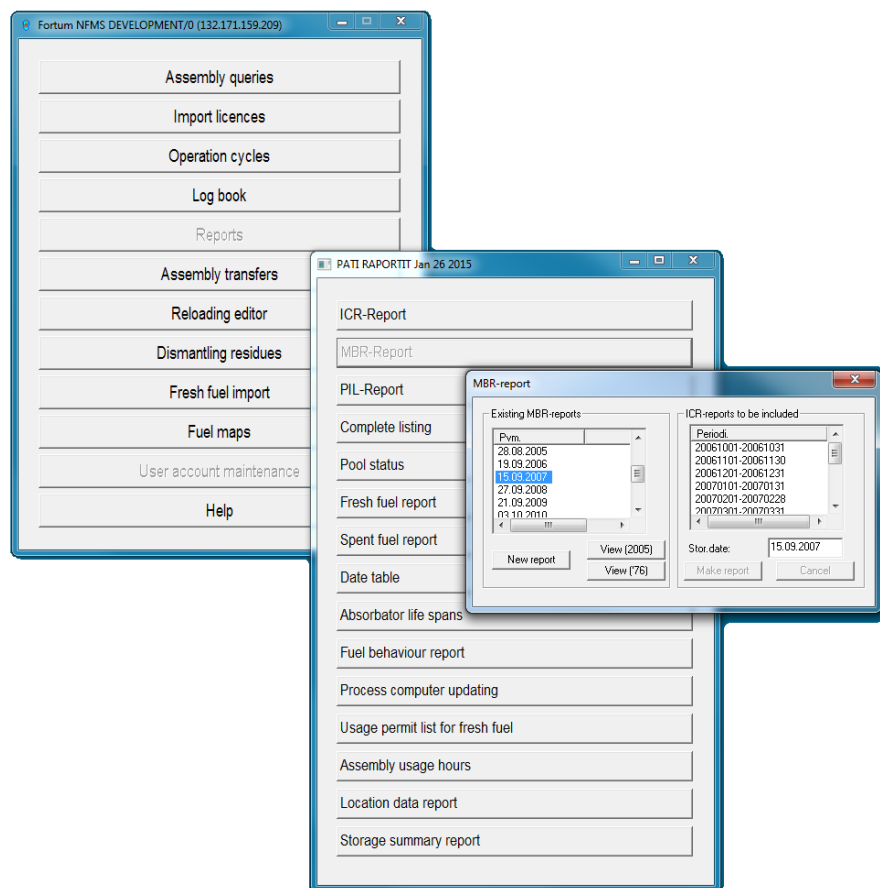 Fortum NFMS DEVELOPMENT/0 (132.171.159.209)
Assembly queries
Import licences
Operation cycles
Log book
Reports
Assembly transfers
Reloading editor
Dismantling residues
Fresh fuel import
Fuel maps
User account maintenance
Help
PATI RAPORTIT Jan 26 2015
ICR-Report
MBR-Report
PIL-Report
Complete listing
Pool status
Fresh fuel report
Spent fuel report
Date table
Absorbator life spans
Fuel behaviour report
Process computer updating
Usage permit list for fresh fuel
Assembly usage hours
Location data report
Storage summary report
MBR-report
Existing MBR-reports
Pvm.
28.08.2005
19.09.2006
15.09.2007
27.09.2008
21.09.2009
03.10.2010
New report
View (2005)
View ('76)
ICR-reports to be included
Periodi.
20061001-20061031
20061101-20061130
20061201-20061231
20070101-20070131
20070201-20070228
20070301-20070331
Stor.date:
15.09.2007
Make report
Cancel